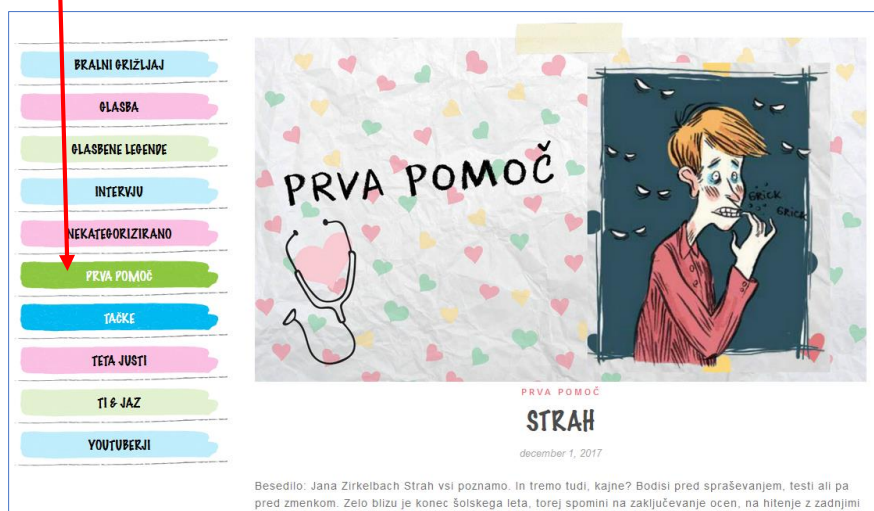 BRALNI GRIŽLJAJ
GLASBA
GLASBENE LEGENDE
INTERVJU
NEKATEGORIZIRANO
PRVA POMOČ
TAČKE
TETA JUSTI
TI & JAZ
YOUTUBERJI
PRVA POMOČ
GRICK
GRICK
PRVA POMOČ
STRAH
december 1, 2017
Besedilo: Jana Zirkelbach Strah vsi poznamo. In tremo tudi, kajne? Bodisi pred spraševanjem, testi ali pa
pred zmenkom. Zelo blizu je konec šolskega leta, torej spomini na zaključevanje ocen, na hitenje z zadnjimi